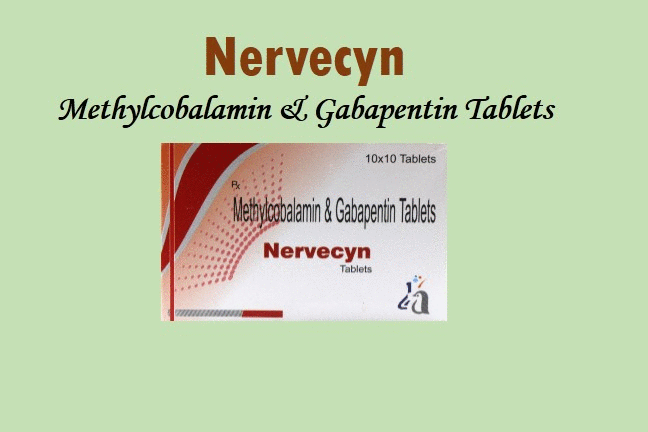 Nervecyn
Methylcobalamin & Gabapentin Tablets
10x10 Tablets
Rx
Methylcobalamin & Gabapentin Tablets
Nervecyn
Tablets